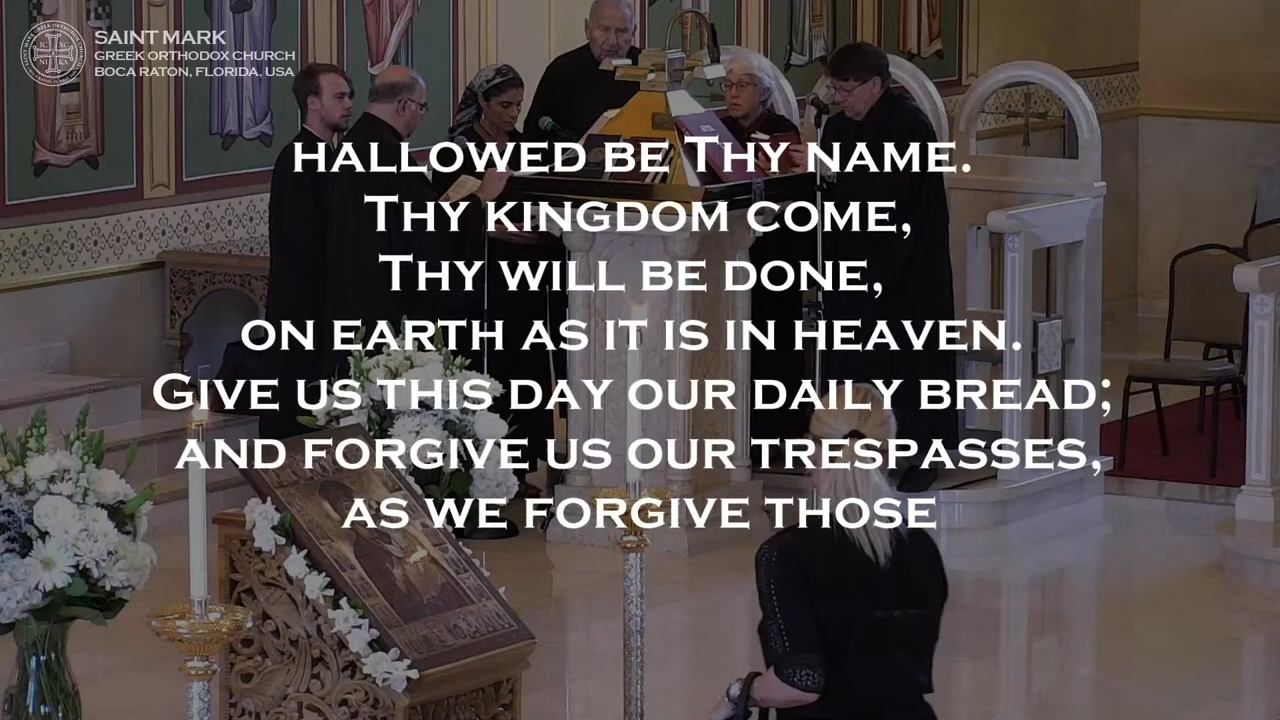 SAINT MARK
GREEK ORTHODOX CHURCH
BOCA RATON, FLORIDA, USA
HALLOWED BE THY NAME.
THY KINGDOM COME,
THY WILL BE DONE,
ON EARTH AS IT IS IN HEAVEN.
GIVE US THIS DAY OUR DAILY BREAD;
AND FORGIVE US OUR TRESPASSES,
AS WE FORGIVE THOSE